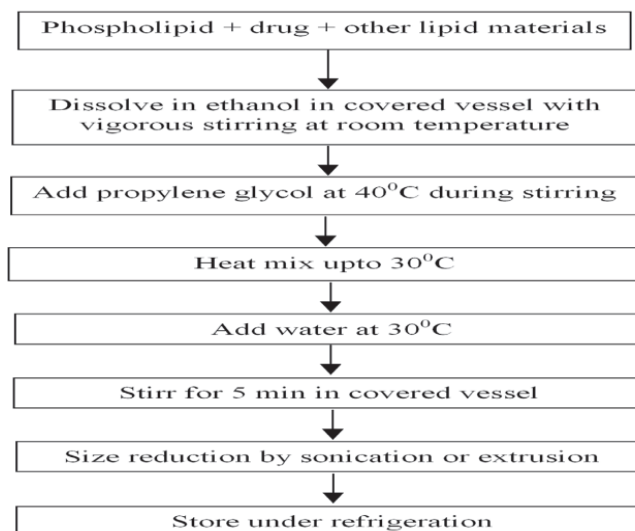 Phospholipid + drug + other lipid materials
Dissolve in ethanol in covered vessel with
vigorous stirring at room temperature
Add propylene glycol at 40⁰C during stirring
Heat mix upto 30⁰C
Add water at 30⁰C
Stirr for 5 min in covered vessel
Size reduction by sonication or extrusion
Store under refrigeration